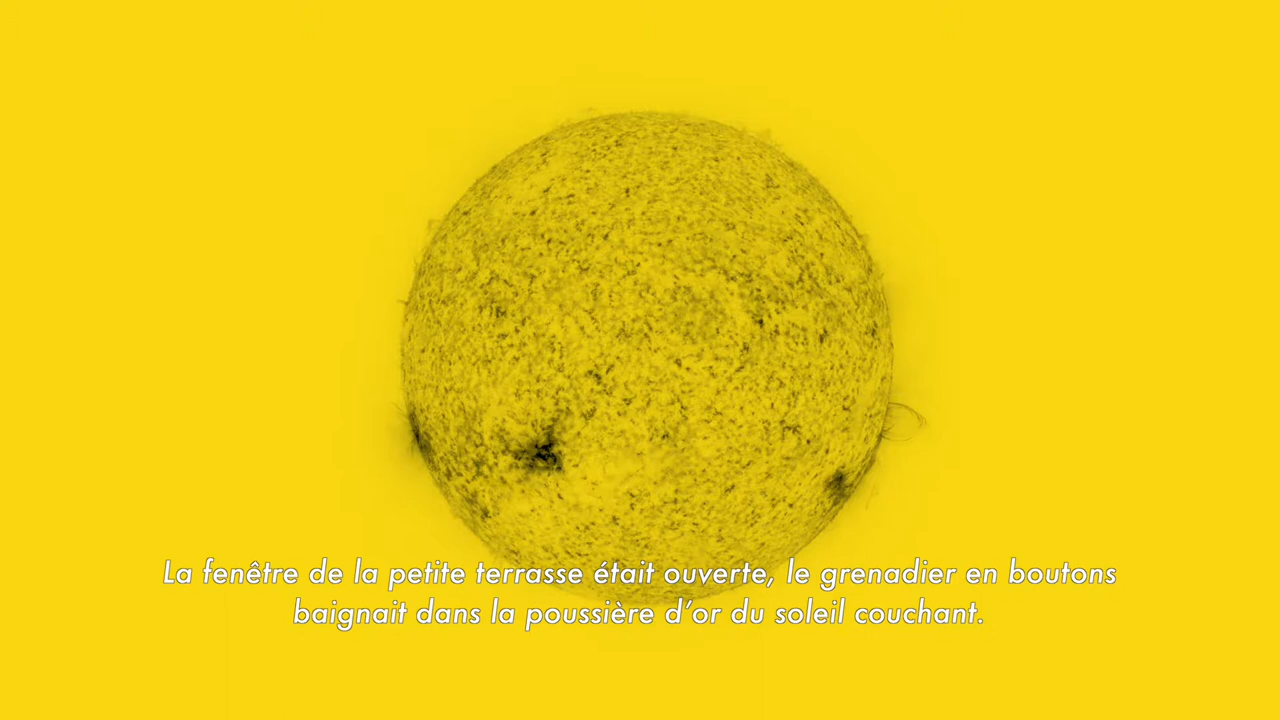 La fenêtre de la petite terrasse était ouverte, le grenadier en boutons
baignait dans la poussière d’or du soleil couchant.